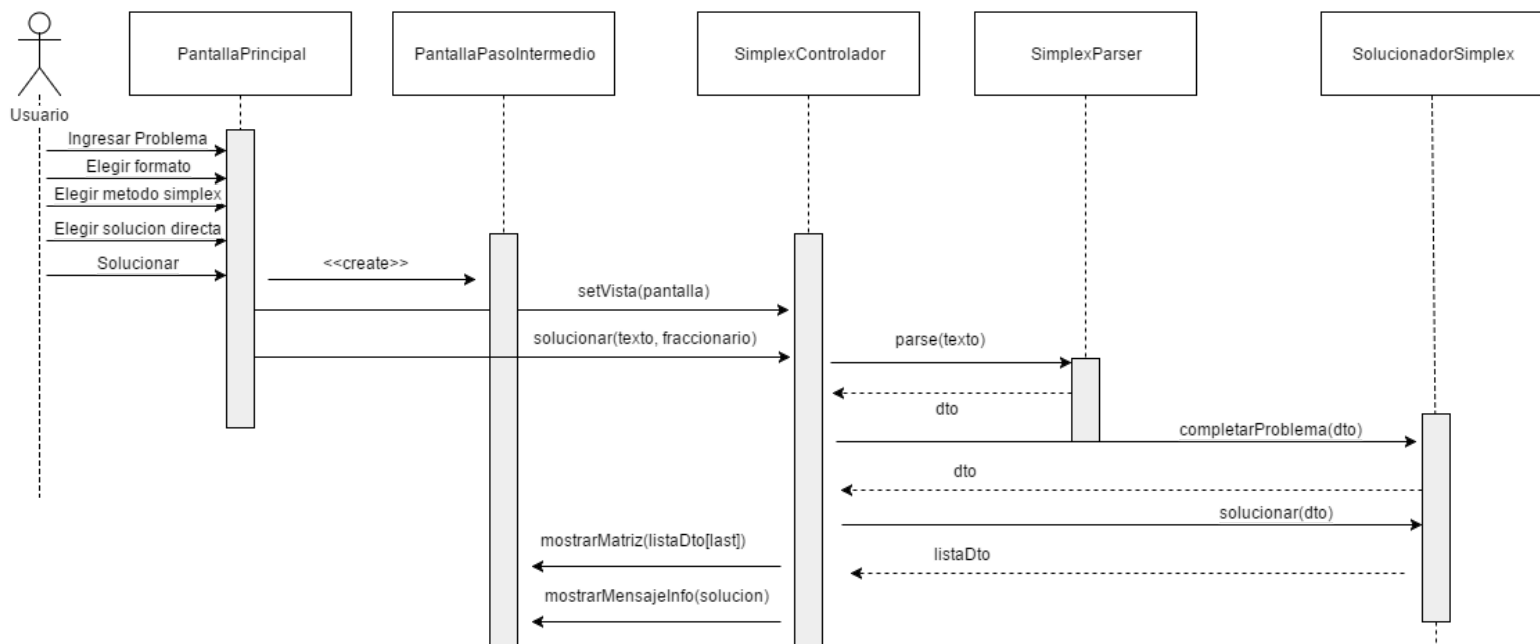 PantallaPrincipal
PantallaPasoIntermedio
SimplexControlador
SimplexParser
SolucionadorSimplex
Usuario
Ingresar Problema
Elegir formato
Elegir metodo simplex
Elegir solucion directa
Solucionar
<<create>>
setVista(pantalla)
solucionar(texto, fraccionario)
parse(texto)
dto
completarProblema(dto)
dto
solucionar(dto)
mostrarMatriz(listaDto[last])
listaDto
mostrarMensajeInfo(solucion)